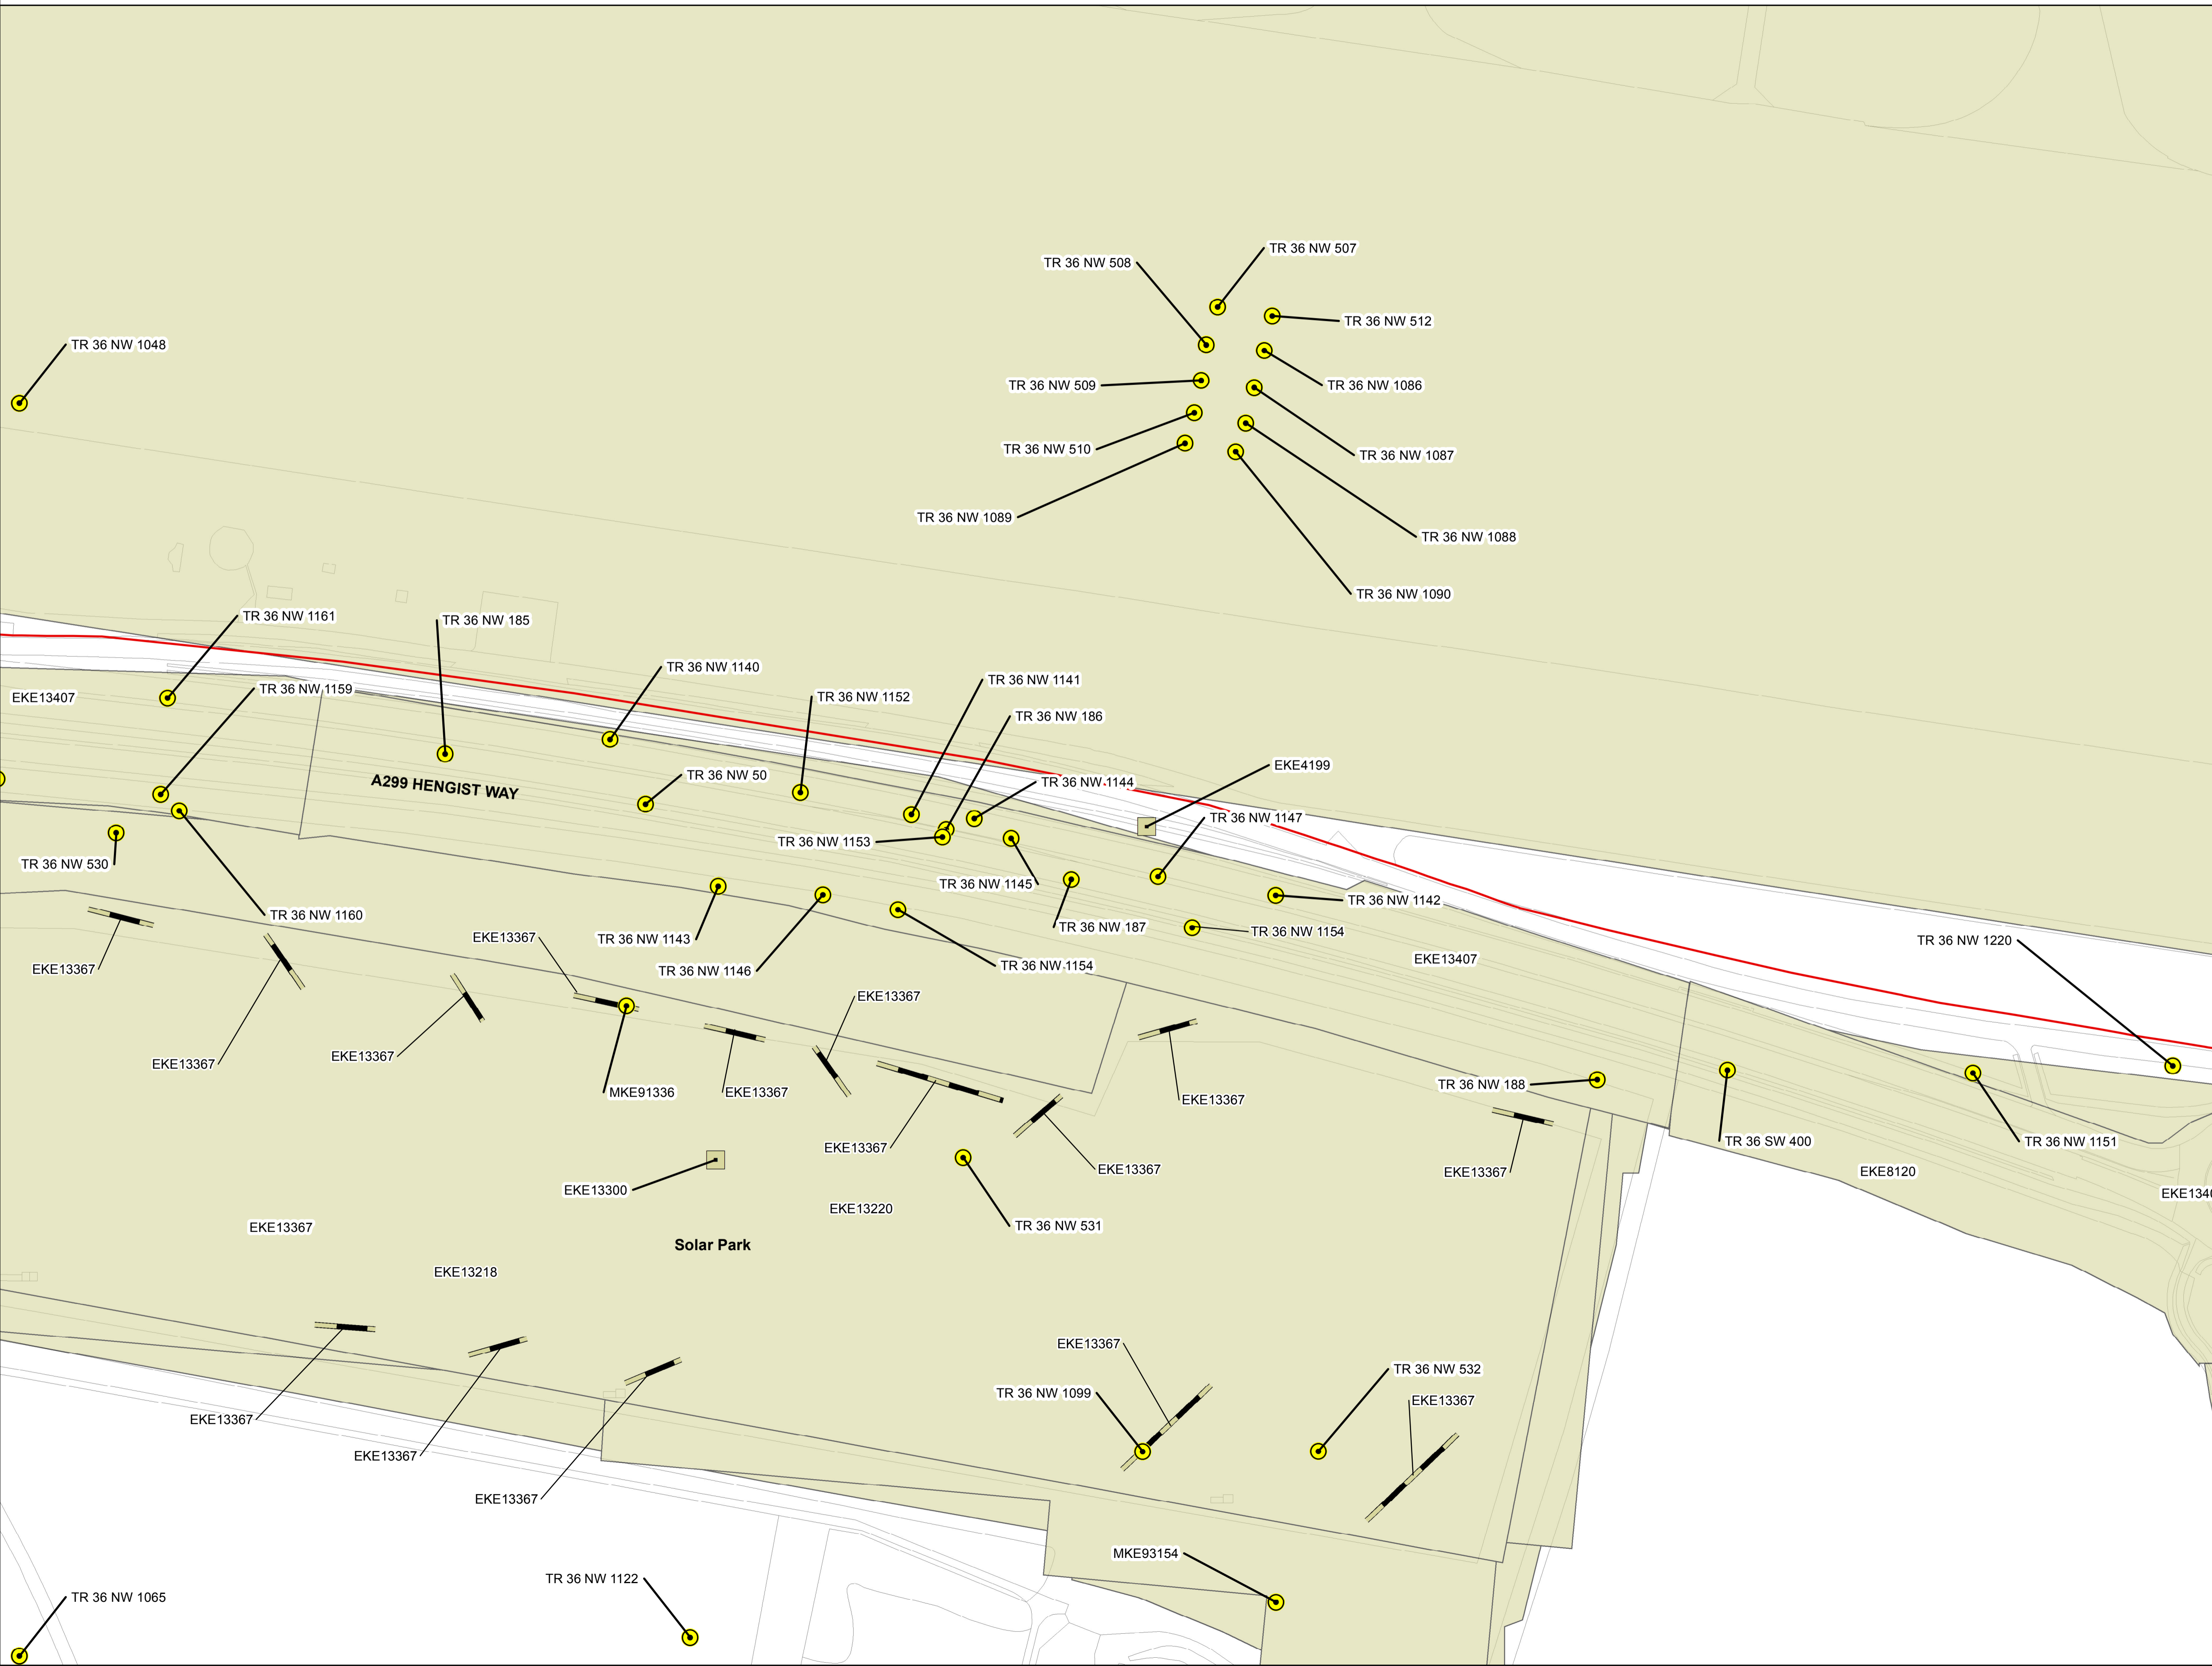 TR 36 NW 507
TR 36 NW 508
TR 36 NW 512
TR 36 NW 1048
TR 36 NW 509
TR 36 NW 1086
TR 36 NW 510
TR 36 NW 1087
TR 36 NW 1089
TR 36 NW 1088
TR 36 NW 1090
TR 36 NW 1161
TR 36 NW 185
TR 36 NW 1140
TR 36 NW 1141
TR 36 NW 1159
EKE13407
TR 36 NW 1152
TR 36 NW 186
EKE4199
TR 36 NW 50
TR 36 NW 1144
A299 HENGIST WAY
TR 36 NW 1147
TR 36 NW 1153
TR 36 NW 530
TR 36 NW 1145
TR 36 NW 1142
TR 36 NW 1160
TR 36 NW 187
TR 36 NW 1154
EKE13367
TR 36 NW 1143
TR 36 NW 1220
EKE13407
TR 36 NW 1154
EKE13367
TR 36 NW 1146
EKE13367
EKE13367
EKE13367
TR 36 NW 188
MKE91336
EKE13367
EKE13367
TR 36 SW 400
TR 36 NW 1151
EKE13367
EKE13367
EKE13367
EKE8120
EKE13300
EKE134
EKE13220
TR 36 NW 531
EKE13367
Solar Park
EKE13218
EKE13367
TR 36 NW 532
TR 36 NW 1099
EKE13367
EKE13367
EKE13367
EKE13367
MKE93154
TR 36 NW 1122
TR 36 NW 1065